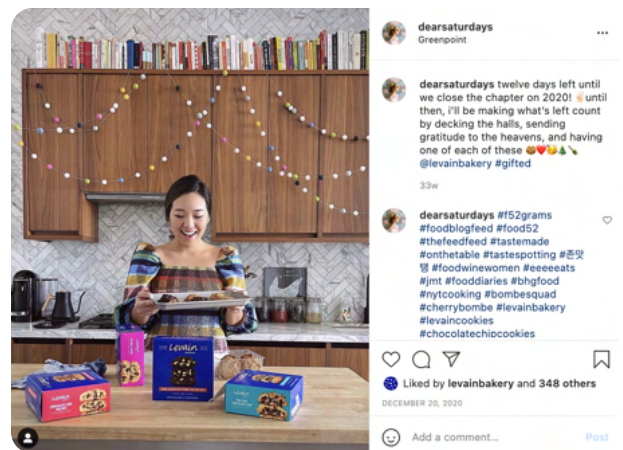 dearsaturdays
Greenpoint
dearsaturdays twelve days left until
we close the chapter on 2020! ☝🏻until
then, i'll be making what's left count
by decking the halls, sending
gratitude to the heavens, and having
one of each of these 🍪❤️😘🎄🍾
@levainbakery #gifted
33w
dearsaturdays #f52grams
#foodblogfeed #food52
#thefeedfeed #tastemade
#onthetable #tastespotting #존맛
탱 #foodwinewomen #eeeeeats
#jmt #fooddiaries #bhgfood
#nytcooking #bombesquad
#cherrybombe #levainbakery
#levaincookies
#chocolatechipcookies
Liked by levainbakery and 348 others
DECEMBER 20, 2020
Add a comment...
Post
Levain